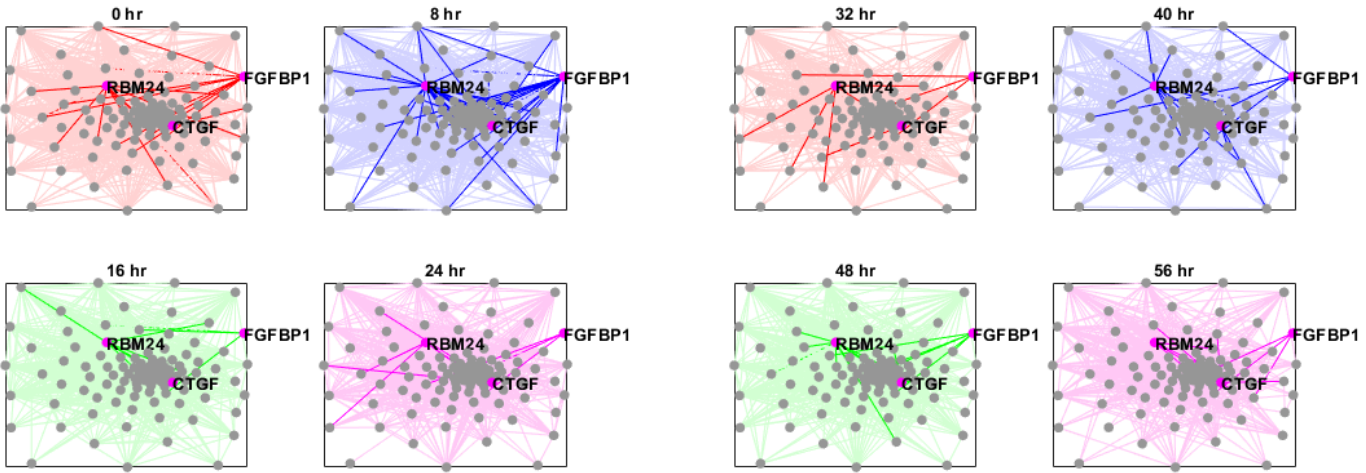 0 hr
8 hr
32 hr
40 hr
FGFBP1
FGFBP1
FGFBP1
FGFBP1
RBM24
RBM24
RBM24
RBM24
CTGF
CTGF
CTGF
CTGF
16 hr
24 hr
48 hr
56 hr
FGFBP1
FGFBP1
FGFBP1
FGFBP1
RBM24
RBM24
RBM24
RBM24
CTGF
CTGF
CTGF
CTGF